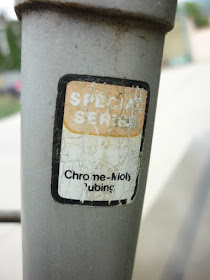 SPECIAL
SERIES
Chrome-Moly
Tubing